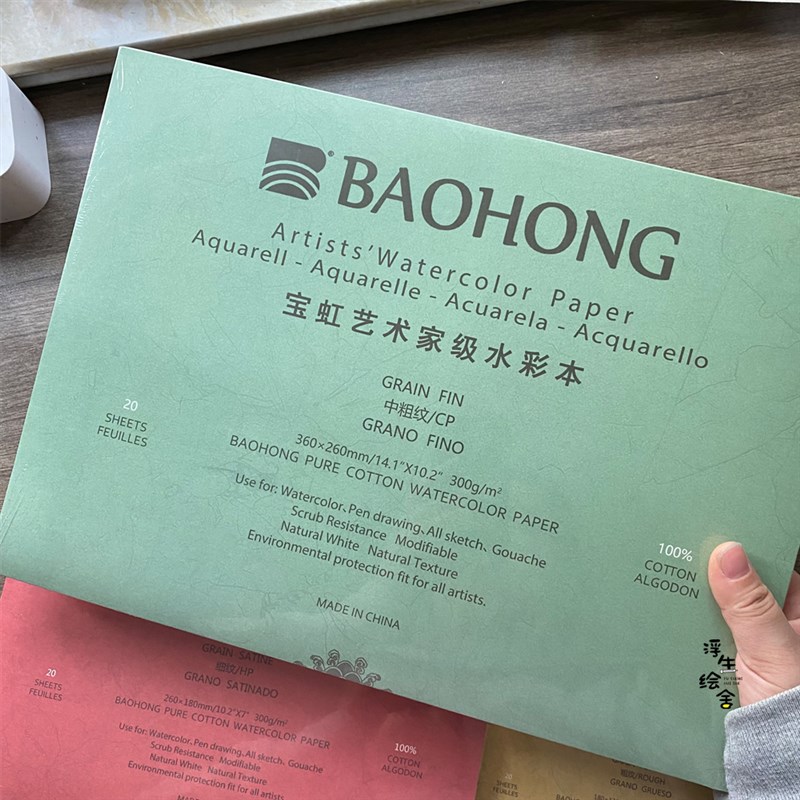 BAOHONG®
Artists' Watercolor Paper
Aquarell - Aquarelle - Acuarela - Acquarello
宝虹艺术家级水彩本
GRAIN FIN
中粗纹/CP
GRANO FINO
20
SHEETS
FEUILLES
360×260mm/14.1"X10.2" 300g/m²
BAOHONG PURE COTTON WATERCOLOR PAPER
Use for: Watercolor、Pen drawing、All sketch、Gouache
Scrub Resistance Modifiable
Natural White Natural Texture
Environmental protection fit for all artists.
100%
COTTON
ALGODON
MADE IN CHINA
浮生绘舍
GRAIN SATINE
细纹/HP
GRANO SATINADO
20
SHEETS
FEUILLES
260×180mm/10.2"X7" 300g/m²
BAOHONG PURE COTTON WATERCOLOR PAPER
Use for: Watercolor、Pen drawing、All sketch、Gouache
Scrub Resistance Modifiable
Natural White Natural Texture
Environmental protection fit for all artists.
100%
COTTON
ALGODON
粗纹/ROUGH
GRANO GRUESO
20
SHEETS
FEUILLES